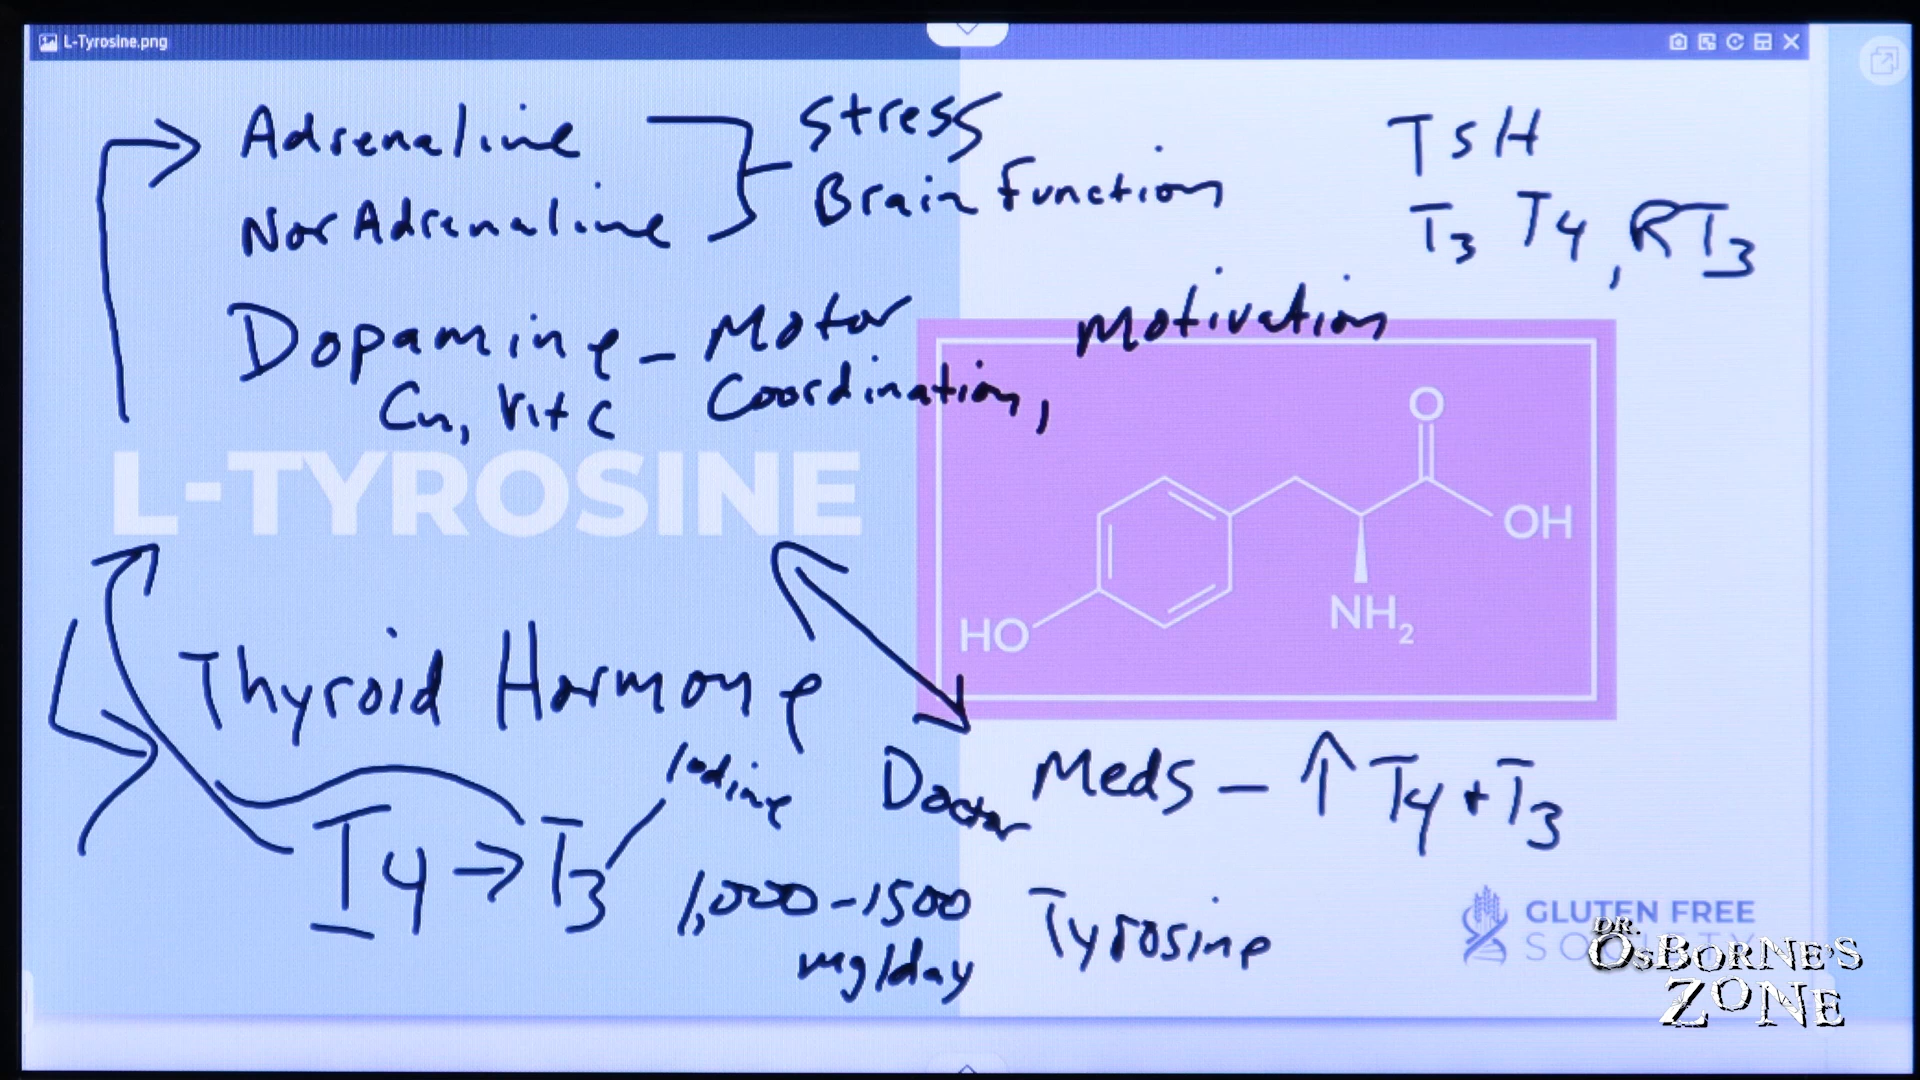 L-Tyrosine.png
Adrenaline
NorAdrenaline
Stress
Brain Function
TSH
T3 T4, RT3
Dopamine - Motor
Coordination,
Motivation
Cu, Vit C
L-TYROSINE
O
OH
NH2
HO
Thyroid Hormone
Iodine
T4 → T3
Doctor
Meds - ↑ T4 + T3
1,000-1500
mg/day
Tyrosine
GLUTEN FREE
DR.
OSBORNE'S
ZONE